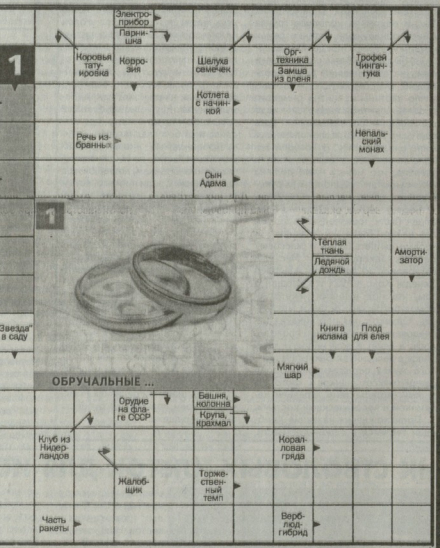 Электро-
прибор
Парни-
шка
1
Коровья
тату-
ировка
Корро-
зия
Шелуха
семечек
Орг-
техника
Замша
из оленя
Трофей
Чингач-
гука
Котлета
с начин-
кой
Речь из-
бранных
Непаль-
ский
монах
Сын
Адама
1
Тёплая
ткань
Ледяной
дождь
Аморти-
затор
Звезда"
в саду
Книга
ислама
Плод
для елея
Мягкий
шар
ОБРУЧАЛЬНЫЕ ...
Орудие
на фла-
ге СССР
Башня,
колонна
Крупа,
крахмал
Клуб из
Нидер-
ландов
Корал-
ловая
гряда
Жалоб-
щик
Торже-
ствен-
ный
темп
Часть
ракеты
Верб-
люд-
гибрид